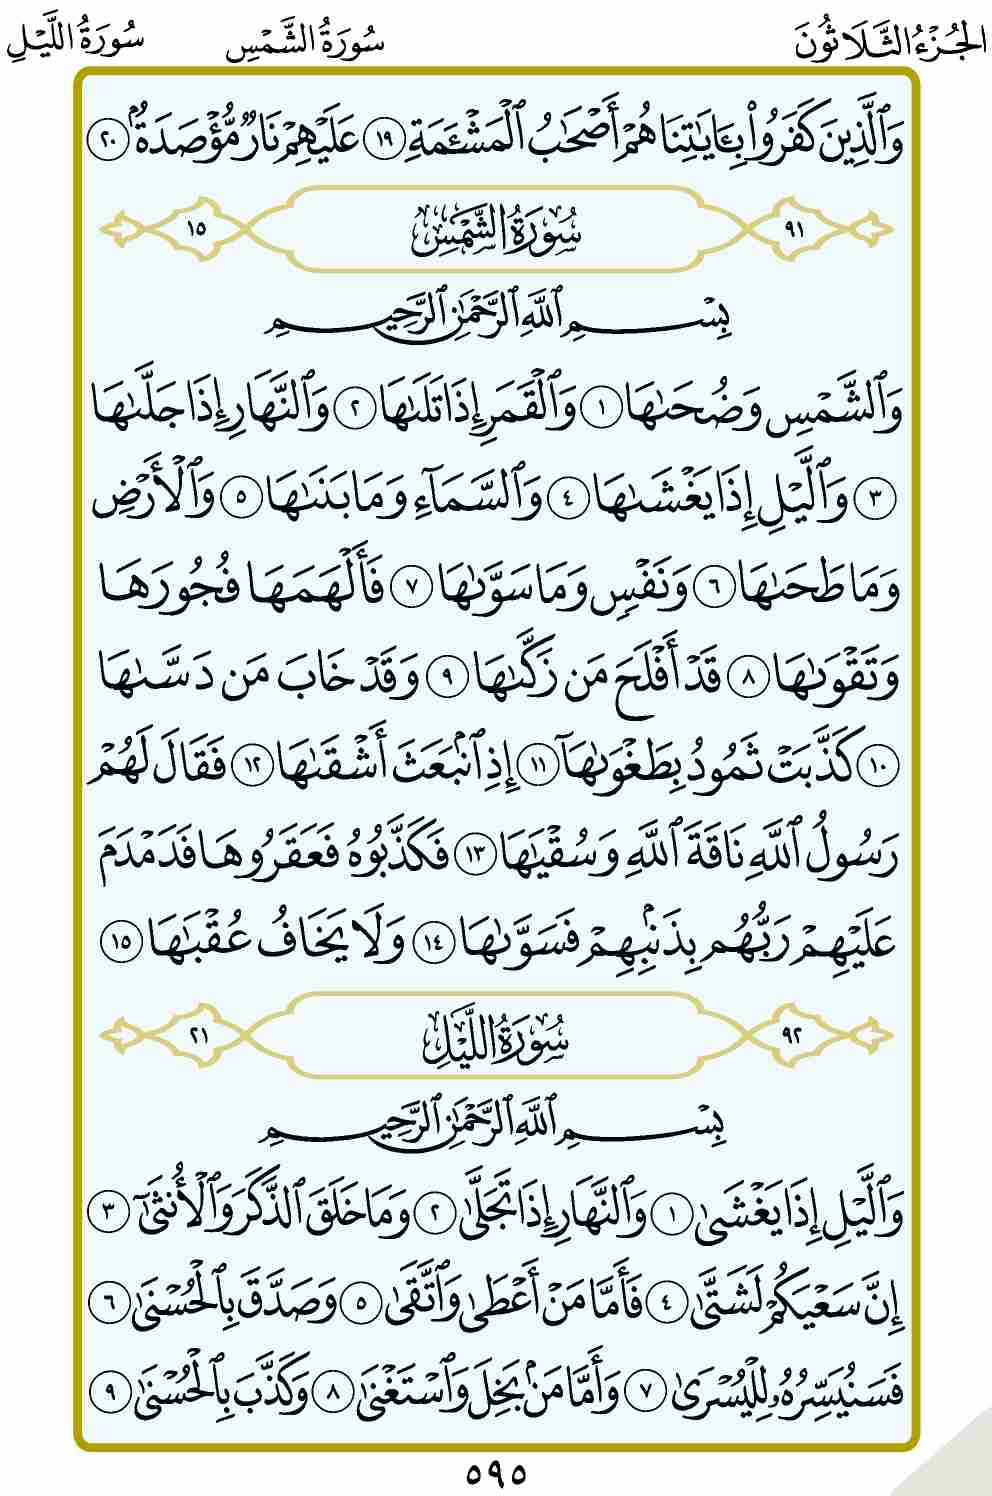 الجُزْءُ الثَّلَاثُونَ سُورَةُ الشَّمْسِ سُورَةُ اللَّيْلِ
وَٱلَّذِينَ كَفَرُوا۟ بِـَٔايَـٰتِنَا هُمْ أَصْحَـٰبُ ٱلْمَشْـَٔمَةِ ١٩ عَلَيْهِمْ نَارٌ مُّؤْصَدَةٌۢ ٢٠
٩١ سُورَةُ الشَّمْسِ ١٥
بِسْمِ ٱللَّهِ ٱلرَّحْمَـٰنِ ٱلرَّحِيمِ
وَٱلشَّمْسِ وَضُحَىٰهَا ١ وَٱلْقَمَرِ إِذَا تَلَىٰهَا ٢ وَٱلنَّهَارِ إِذَا جَلَّىٰهَا
٣ وَٱلَّيْلِ إِذَا يَغْشَىٰهَا ٤ وَٱلسَّمَآءِ وَمَا بَنَىٰهَا ٥ وَٱلْأَرْضِ
وَمَا طَحَىٰهَا ٦ وَنَفْسٍ وَمَا سَوَّىٰهَا ٧ فَأَلْهَمَهَا فُجُورَهَا
وَتَقْوَىٰهَا ٨ قَدْ أَفْلَحَ مَن زَكَّىٰهَا ٩ وَقَدْ خَابَ مَن دَسَّىٰهَا
١٠ كَذَّبَتْ ثَمُودُ بِطَغْوَىٰهَآ ١١ إِذِ ٱنۢبَعَثَ أَشْقَىٰهَا ١٢ فَقَالَ لَهُمْ
رَسُولُ ٱللَّهِ نَاقَةَ ٱللَّهِ وَسُقْيَـٰهَا ١٣ فَكَذَّبُوهُ فَعَقَرُوهَا فَدَمْدَمَ
عَلَيْهِمْ رَبُّهُم بِذَنۢبِهِمْ فَسَوَّىٰهَا ١٤ وَلَا يَخَافُ عُقْبَـٰهَا ١٥
٩٢ سُورَةُ اللَّيْلِ ٢١
بِسْمِ ٱللَّهِ ٱلرَّحْمَـٰنِ ٱلرَّحِيمِ
وَٱلَّيْلِ إِذَا يَغْشَىٰ ١ وَٱلنَّهَارِ إِذَا تَجَلَّىٰ ٢ وَمَا خَلَقَ ٱلذَّكَرَ وَٱلْأُنثَىٰٓ ٣
إِنَّ سَعْيَكُمْ لَشَتَّىٰ ٤ فَأَمَّا مَنْ أَعْطَىٰ وَٱتَّقَىٰ ٥ وَصَدَّقَ بِٱلْحُسْنَىٰ ٦
فَسَنُيَسِّرُهُۥ لِلْيُسْرَىٰ ٧ وَأَمَّا مَنۢ بَخِلَ وَٱسْتَغْنَىٰ ٨ وَكَذَّبَ بِٱلْحُسْنَىٰ ٩
٥٩٥